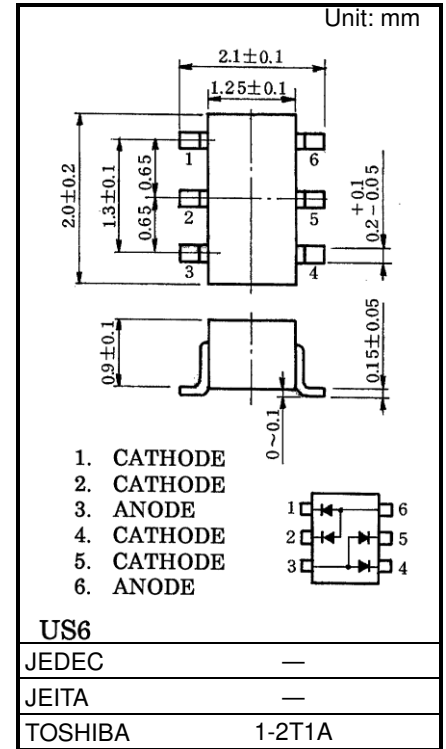 Unit: mm
2.1±0.1
1.25±0.1
1
6
2
5
3
4
2.0±0.2
1.3±0.1
0.65
0.65
+0.1
0.2-0.05
0.9±0.1
0.15±0.05
0~0.1
1. CATHODE
2. CATHODE
3. ANODE
4. CATHODE
5. CATHODE
6. ANODE
1 6
2 5
3 4
US6
JEDEC —
JEITA —
TOSHIBA 1-2T1A